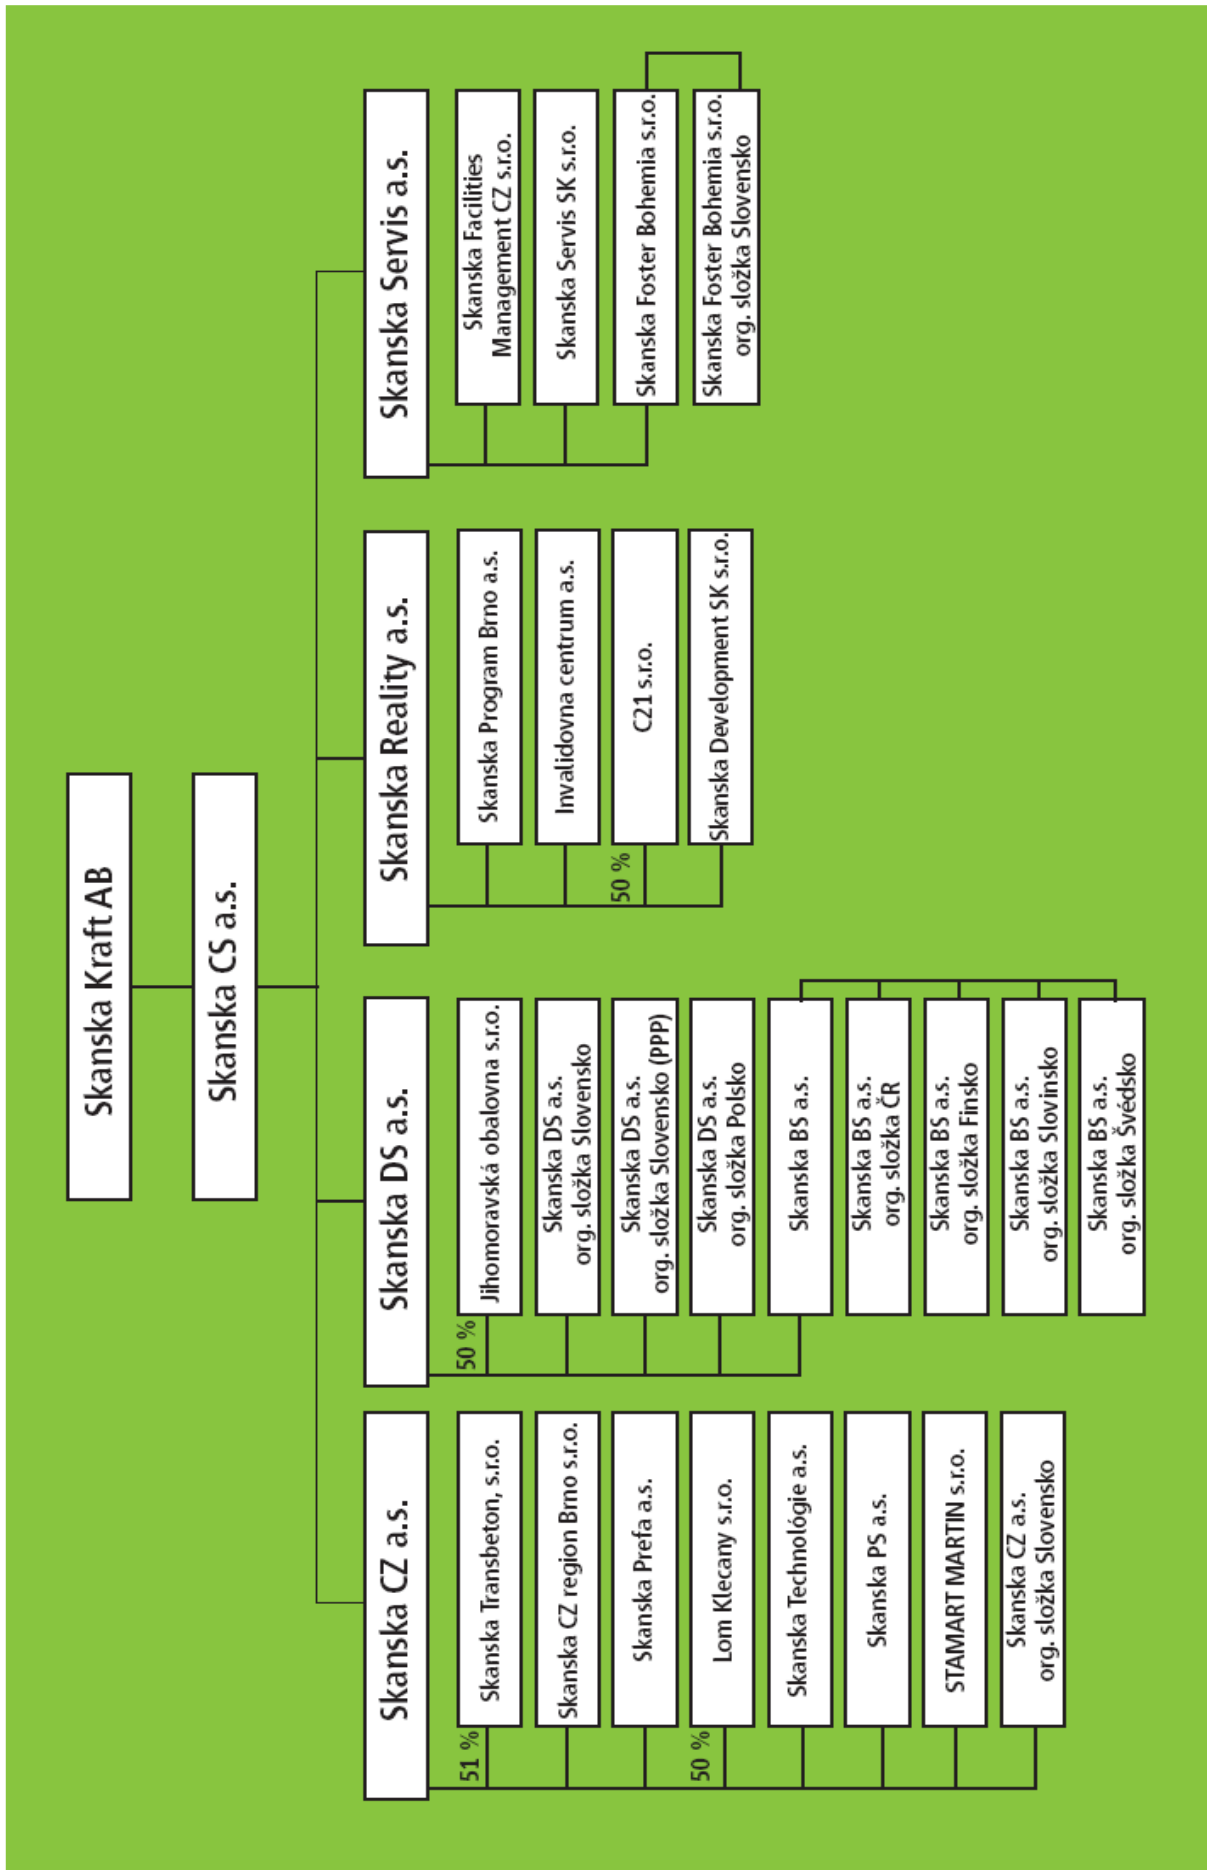 Skanska Kraft AB
Skanska CS a.s.
Skanska CZ a.s.
51 %
Skanska Transbeton, s.r.o.
Skanska CZ region Brno s.r.o.
Skanska Prefa a.s.
50 %
Lom Klecany s.r.o.
Skanska Technológie a.s.
Skanska PS a.s.
STAMART MARTIN s.r.o.
Skanska CZ a.s.
org. složka Slovensko
Skanska DS a.s.
50 %
Jihomoravská obalovna s.r.o.
Skanska DS a.s.
org. složka Slovensko
Skanska DS a.s.
org. složka Slovensko (PPP)
Skanska DS a.s.
org. složka Polsko
Skanska BS a.s.
Skanska BS a.s.
org. složka ČR
Skanska BS a.s.
org. složka Finsko
Skanska BS a.s.
org. složka Slovinsko
Skanska BS a.s.
org. složka Švédsko
Skanska Reality a.s.
Skanska Program Brno a.s.
Invalidovna centrum a.s.
50 %
C21 s.r.o.
Skanska Development SK s.r.o.
Skanska Servis a.s.
Skanska Facilities
Management CZ s.r.o.
Skanska Servis SK s.r.o.
Skanska Foster Bohemia s.r.o.
Skanska Foster Bohemia s.r.o.
org. složka Slovensko